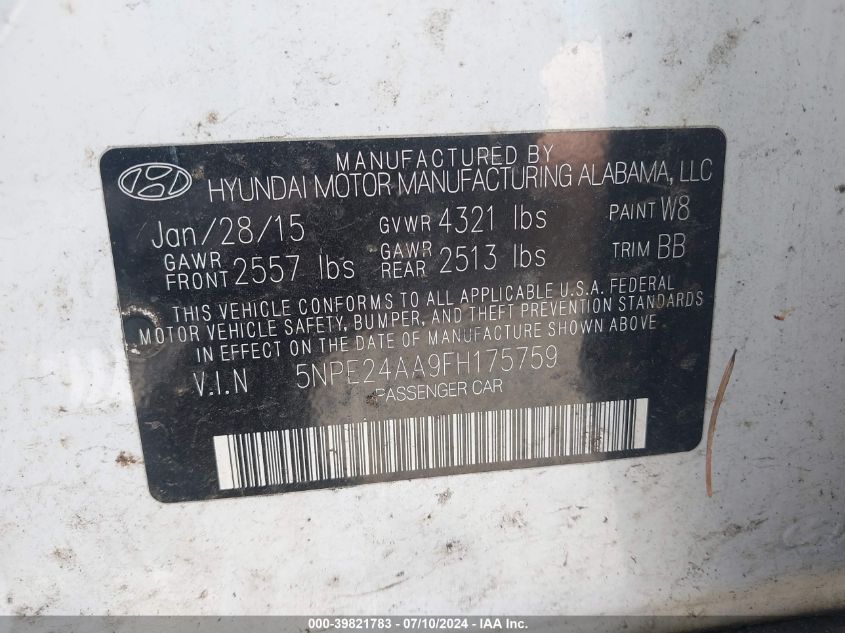 MANUFACTURED BY
HYUNDAI MOTOR MANUFACTURING ALABAMA, LLC
Jan/28/15 GVWR 4321 lbs PAINT W8
GAWR FRONT 2557 lbs GAWR REAR 2513 lbs TRIM BB
THIS VEHICLE CONFORMS TO ALL APPLICABLE U.S.A. FEDERAL
MOTOR VEHICLE SAFETY, BUMPER, AND THEFT PREVENTION STANDARDS
IN EFFECT ON THE DATE OF MANUFACTURE SHOWN ABOVE
V.I.N 5NPE24AA9FH175759
PASSENGER CAR
000-39821783 - 07/10/2024 - IAA Inc.